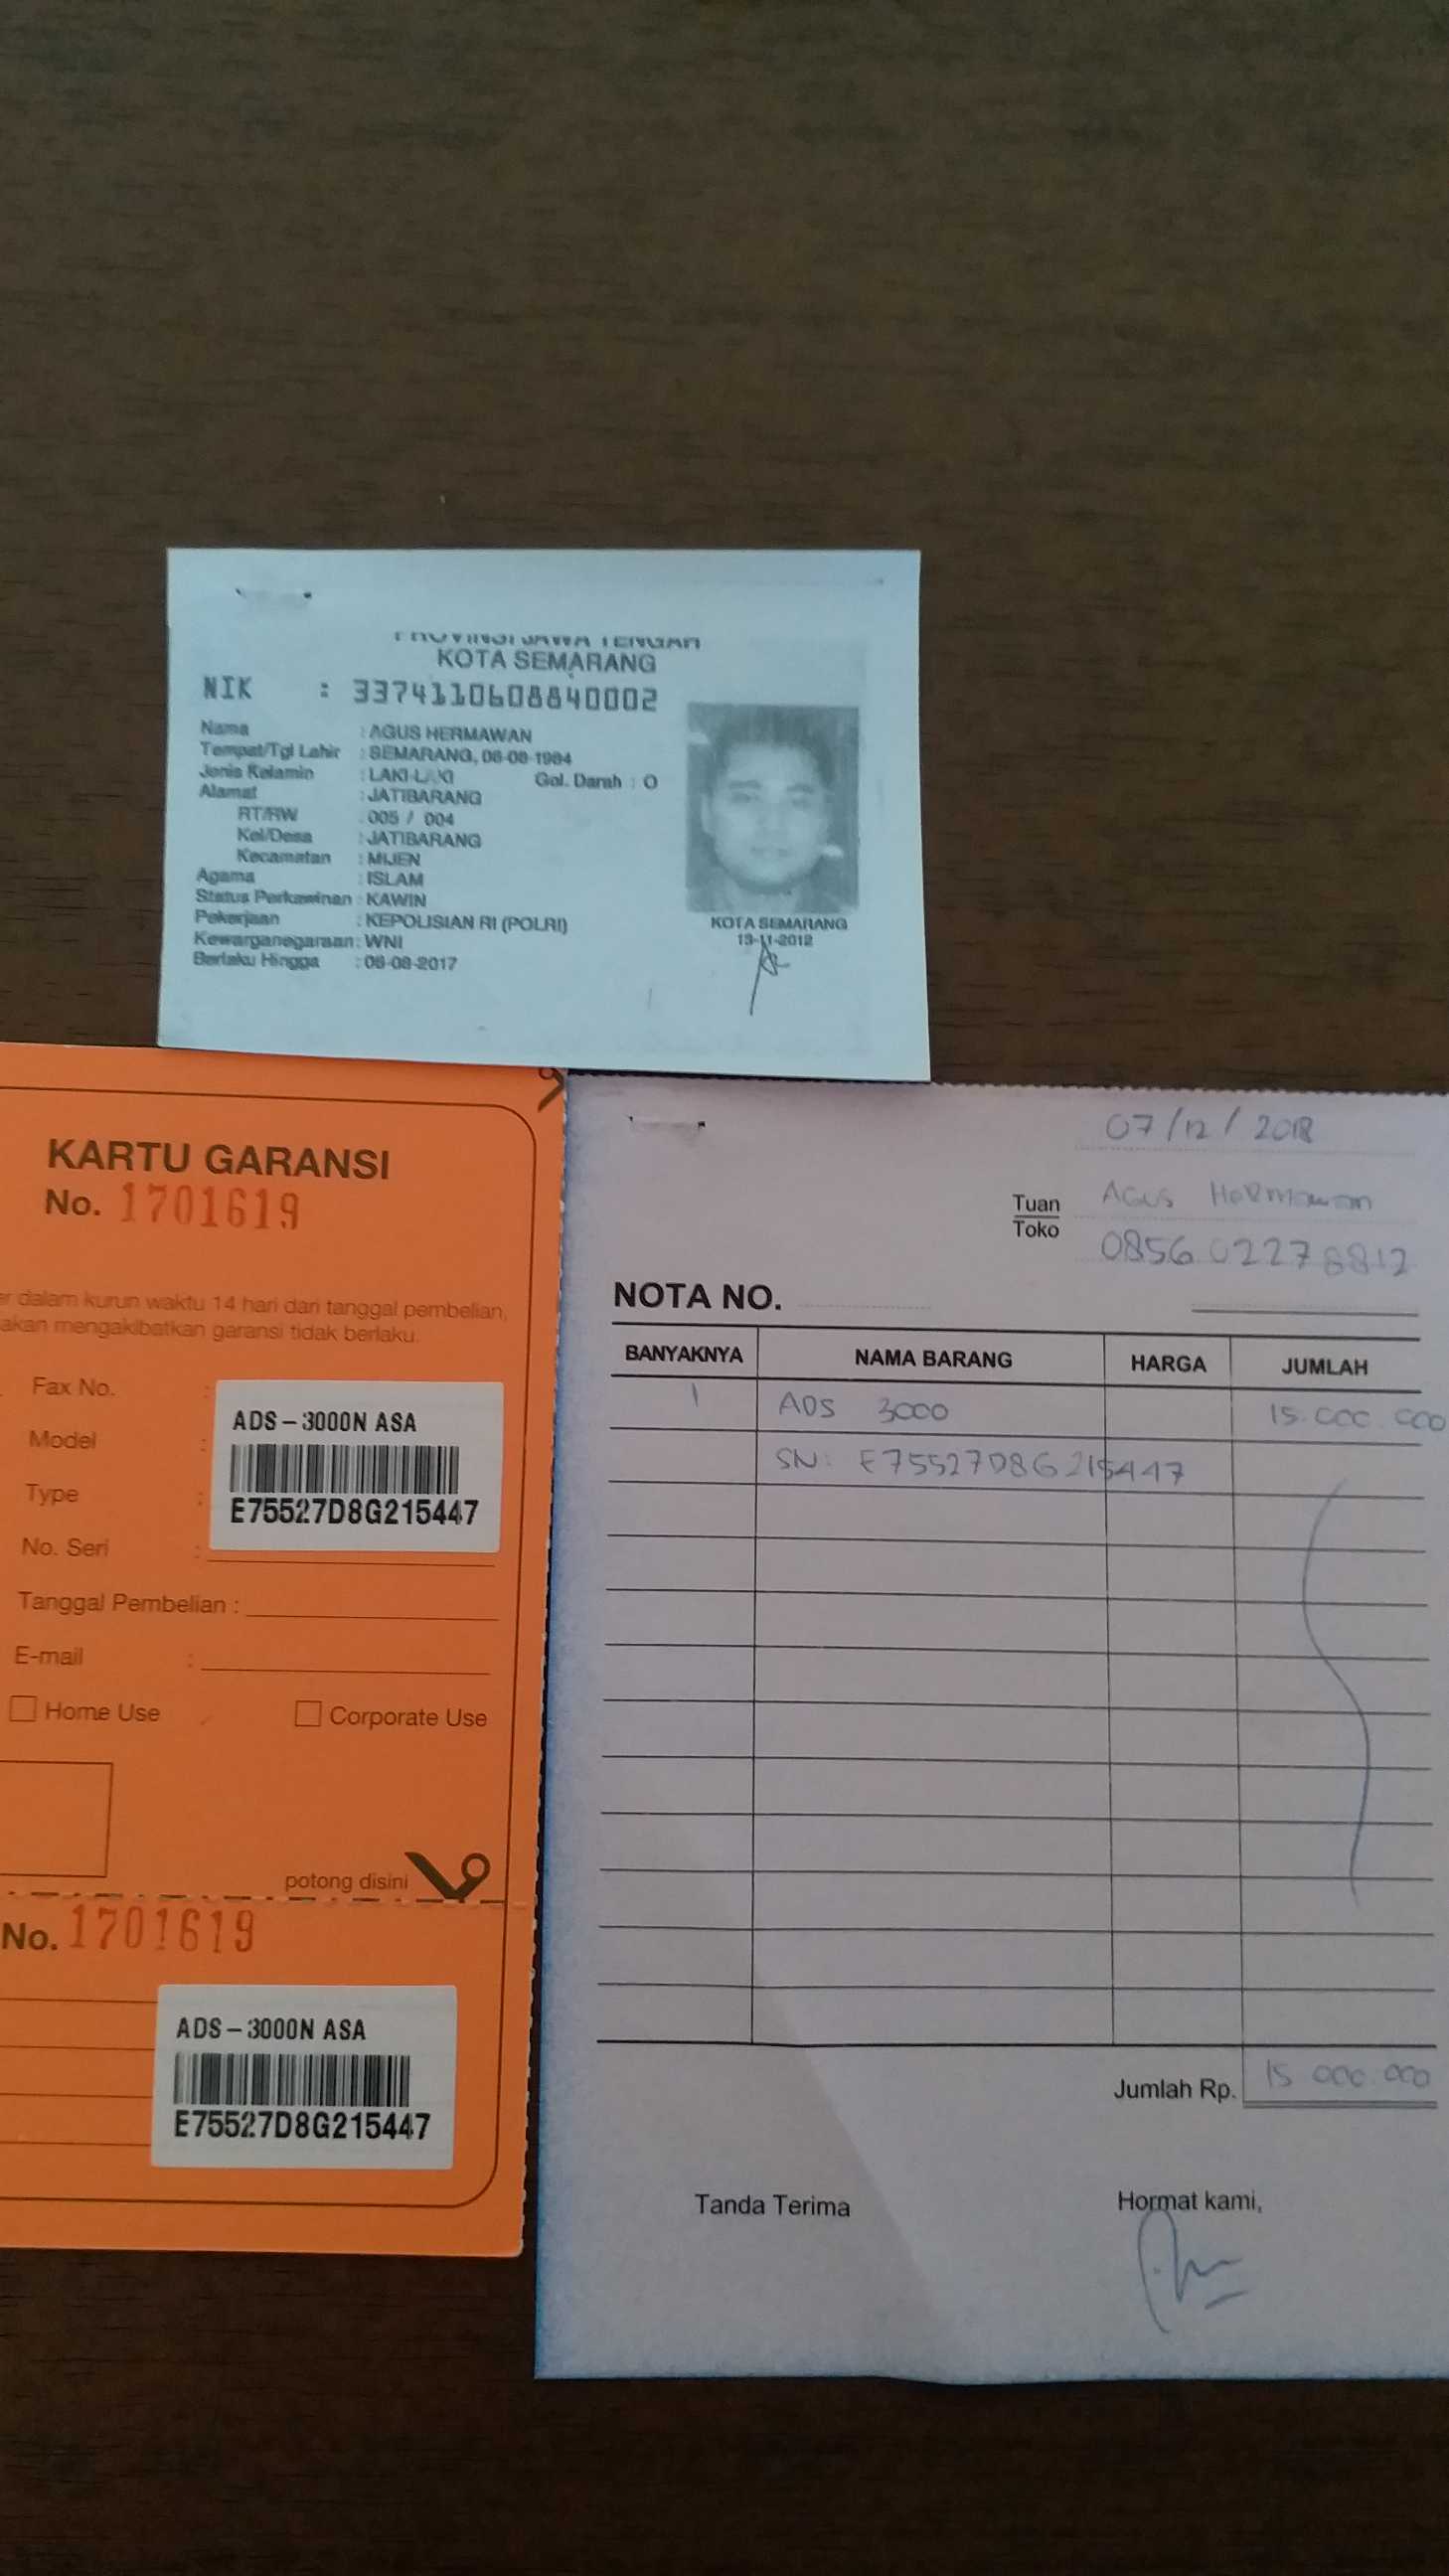 PROVINSI JAWA TENGAH
KOTA SEMARANG
NIK : 3374110608840002
Nama : AGUS HERMAWAN
Tempat/Tgl Lahir : SEMARANG, 06-08-1984
Jenis Kelamin : LAKI-LAKI Gol. Darah : O
Alamat : JATIBARANG
RT/RW : 005 / 004
Kel/Desa : JATIBARANG
Kecamatan : MIJEN
Agama : ISLAM
Status Perkawinan : KAWIN
Pekerjaan : KEPOLISIAN RI (POLRI)
Kewarganegaraan : WNI
Berlaku Hingga : 06-08-2017
KOTA SEMARANG
13-11-2012
KARTU GARANSI
No. 1701619
dalam kurun waktu 14 hari dari tanggal pembelian,
akan mengakibatkan garansi tidak berlaku.
Fax No. :
Model :
Type :
No. Seri :
ADS-3000N ASA
E75527D8G215447
Tanggal Pembelian :
E-mail :
Home Use Corporate Use
potong disini
No. 1701619
ADS-3000N ASA
E75527D8G215447
07/12/2018
Tuan Agus Hermawan
Toko 0856 02278812
NOTA NO.
BANYAKNYA NAMA BARANG HARGA JUMLAH
1 ADS 3000 15.000.000
SN: E75527D8G215447
Jumlah Rp. 15 000.000
Tanda Terima Hormat kami,